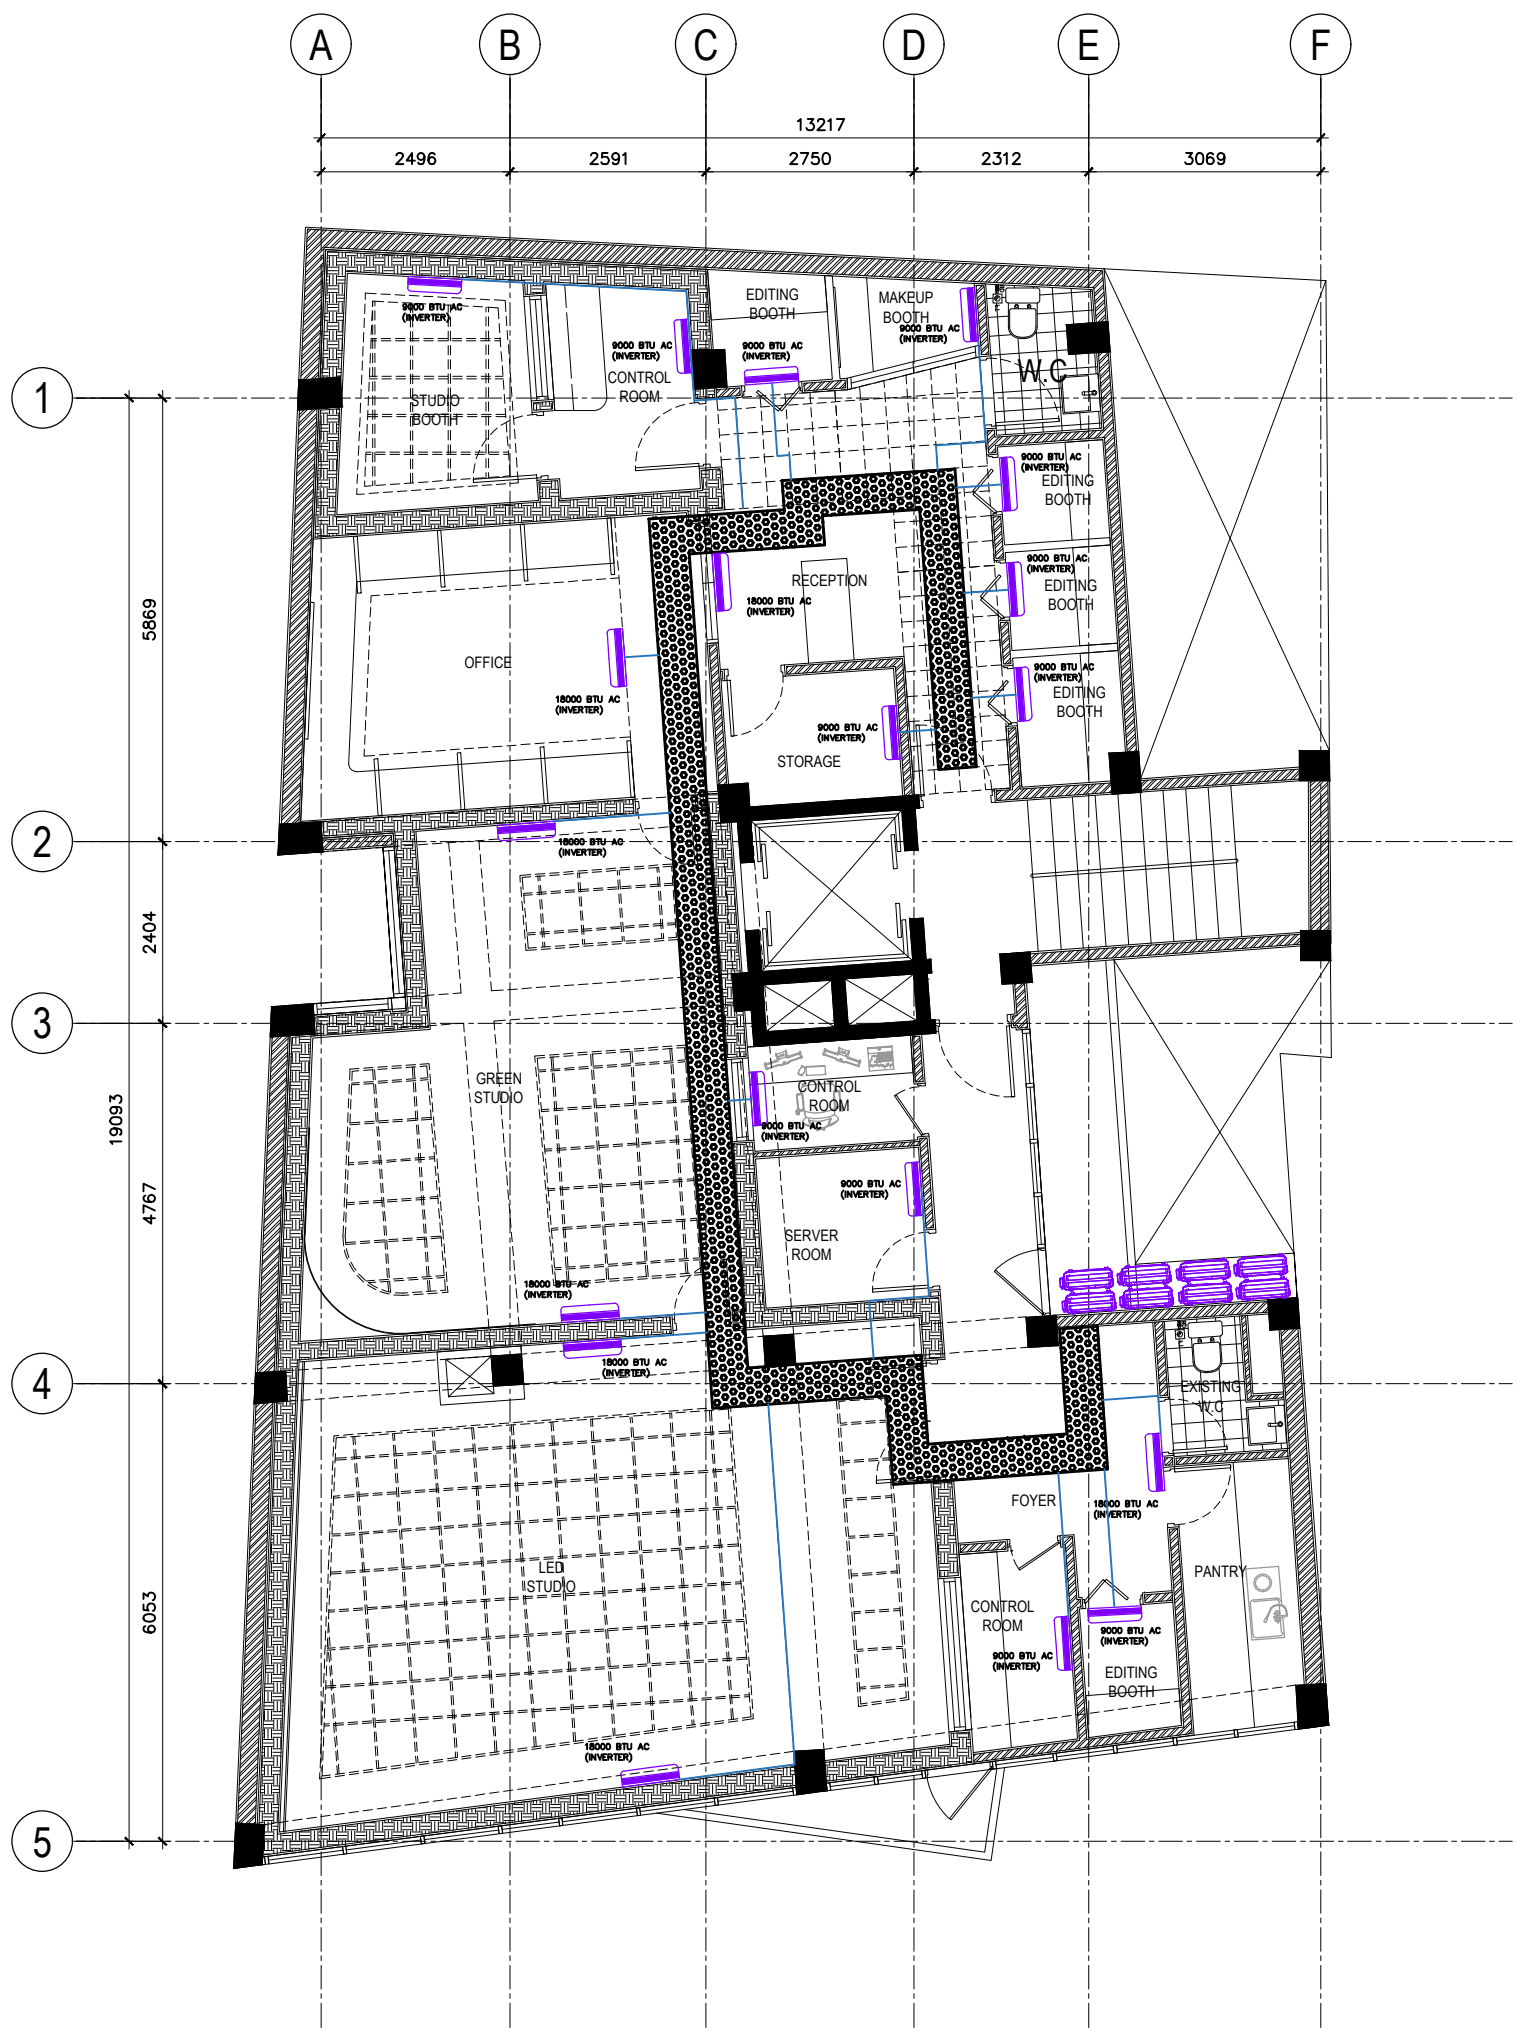 A B C D E F
13217
2496 2591 2750 2312 3069
1
2
3
4
5
5869
2404
19093
4767
6053
9000 BTU AC
(INVERTER)
STUDIO
BOOTH
9000 BTU AC
(INVERTER)
CONTROL
ROOM
EDITING
BOOTH
9000 BTU AC
(INVERTER)
MAKEUP
BOOTH
9000 BTU AC
(INVERTER)
W.C
9000 BTU AC
(INVERTER)
EDITING
BOOTH
9000 BTU AC
(INVERTER)
EDITING
BOOTH
9000 BTU AC
(INVERTER)
EDITING
BOOTH
RECEPTION
18000 BTU AC
(INVERTER)
OFFICE
18000 BTU AC
(INVERTER)
9000 BTU AC
(INVERTER)
STORAGE
18000 BTU AC
(INVERTER)
GREEN
STUDIO
CONTROL
ROOM
9000 BTU AC
(INVERTER)
9000 BTU AC
(INVERTER)
SERVER
ROOM
18000 BTU AC
(INVERTER)
18000 BTU AC
(INVERTER)
EXISTING
W.C
FOYER
18000 BTU AC
(INVERTER)
PANTRY
LED
STUDIO
CONTROL
ROOM
9000 BTU AC
(INVERTER)
9000 BTU AC
(INVERTER)
EDITING
BOOTH
18000 BTU AC
(INVERTER)